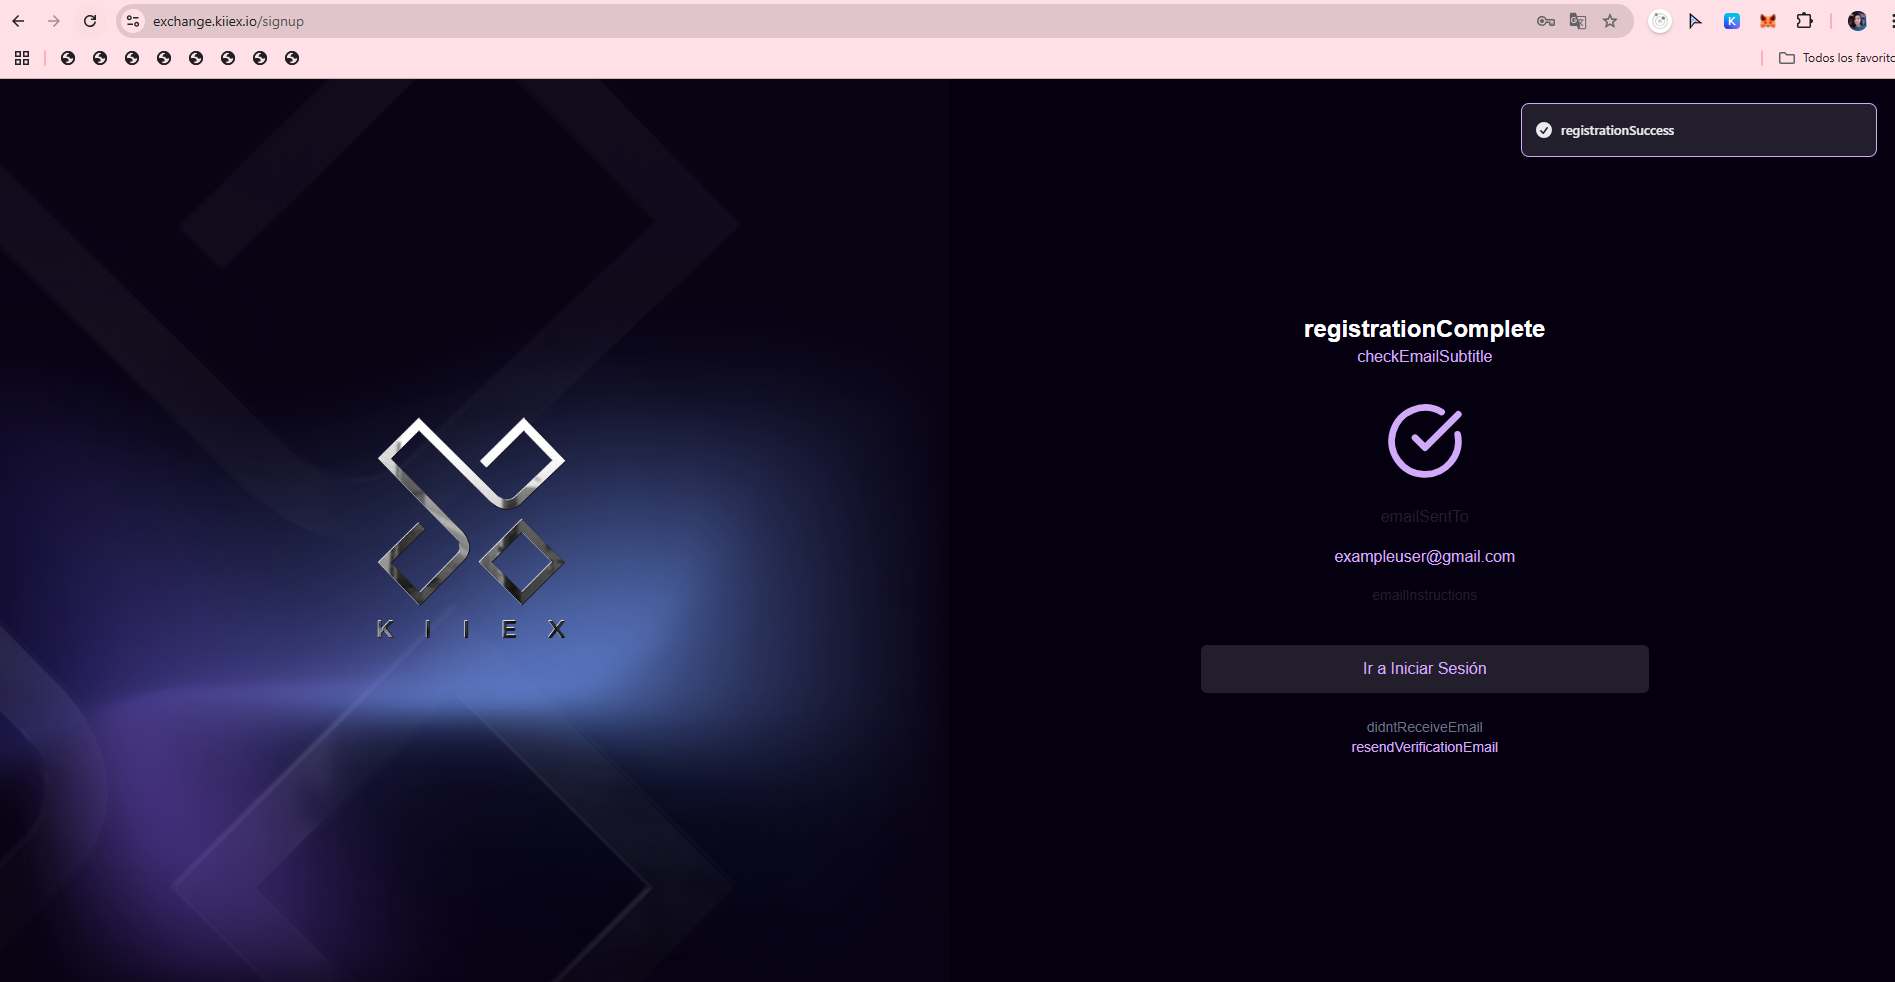 exchange.kiiex.io/signup
K
Todos los favorito
registrationSuccess
registrationComplete
checkEmailSubtitle
emailSentTo
exampleuser@gmail.com
emailInstructions
Ir a Iniciar Sesión
didntReceiveEmail
resendVerificationEmail
KIIEX